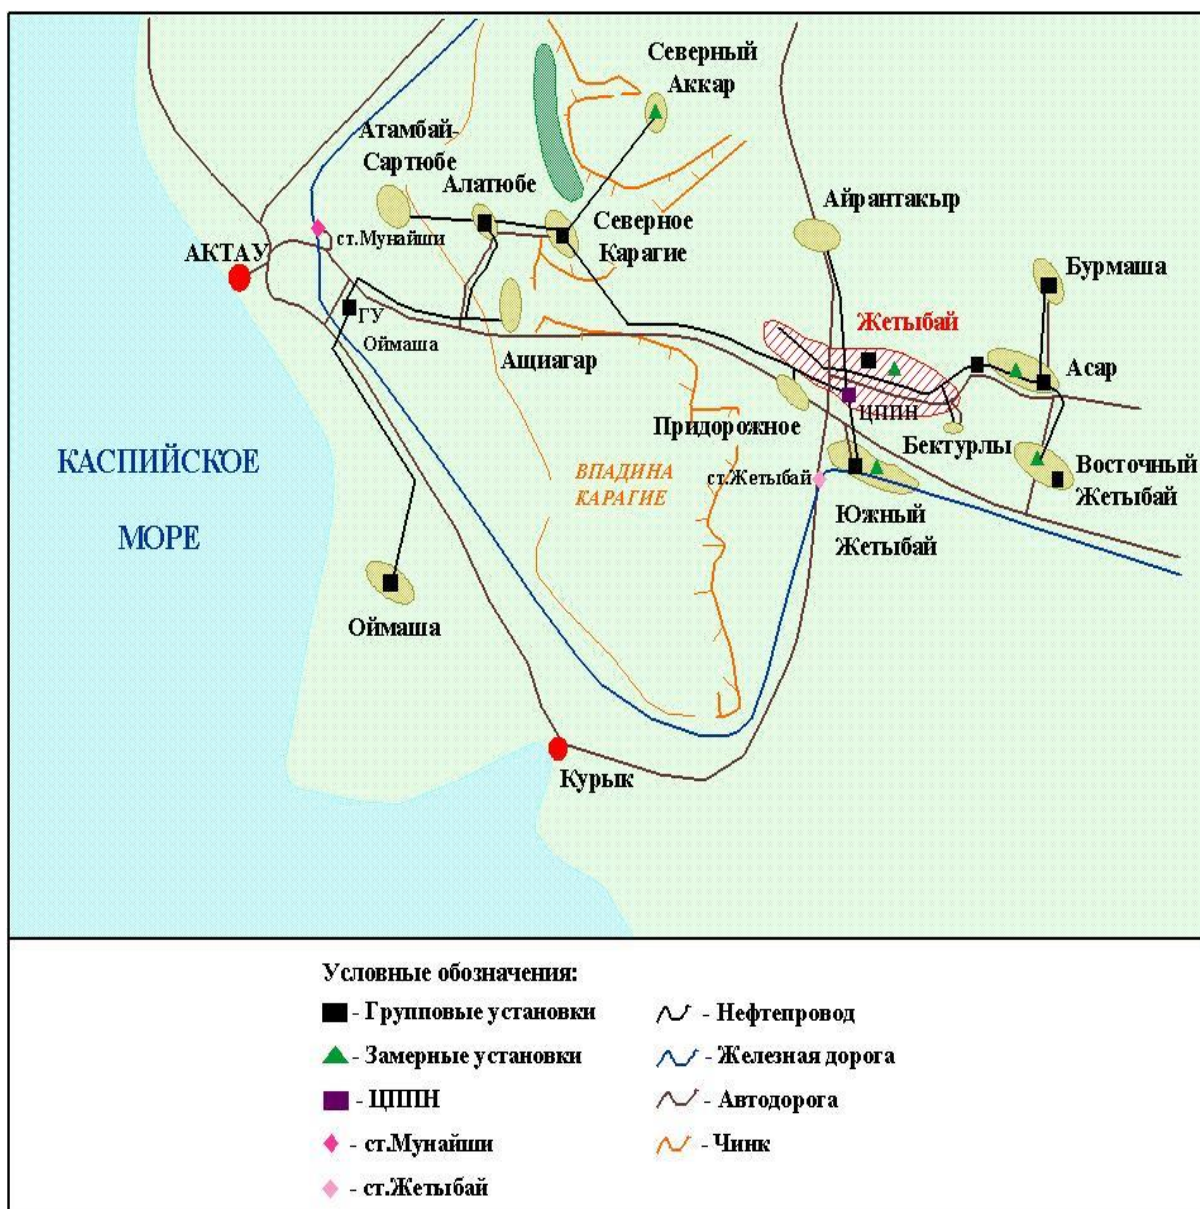 Северный
Аккар
Атамбай-
Сартюбе
Алатюбе
Северное
Карагие
Айрантакыр
ст.Мунайши
АКТАУ
Бурмаша
ГУ
Оймаша
Жетыбай
Ащиагар
Асар
Придорожное
ЦППН
Бектурлы
КАСПИЙСКОЕ
МОРЕ
ВПАДИНА
КАРАГИЕ
ст.Жетыбай
Восточный
Жетыбай
Южный
Жетыбай
Оймаша
Курык
Условные обозначения:
- Групповые установки
- Замерные установки
- ЦППН
- ст.Мунайши
- ст.Жетыбай
- Нефтепровод
- Железная дорога
- Автодорога
- Чинк